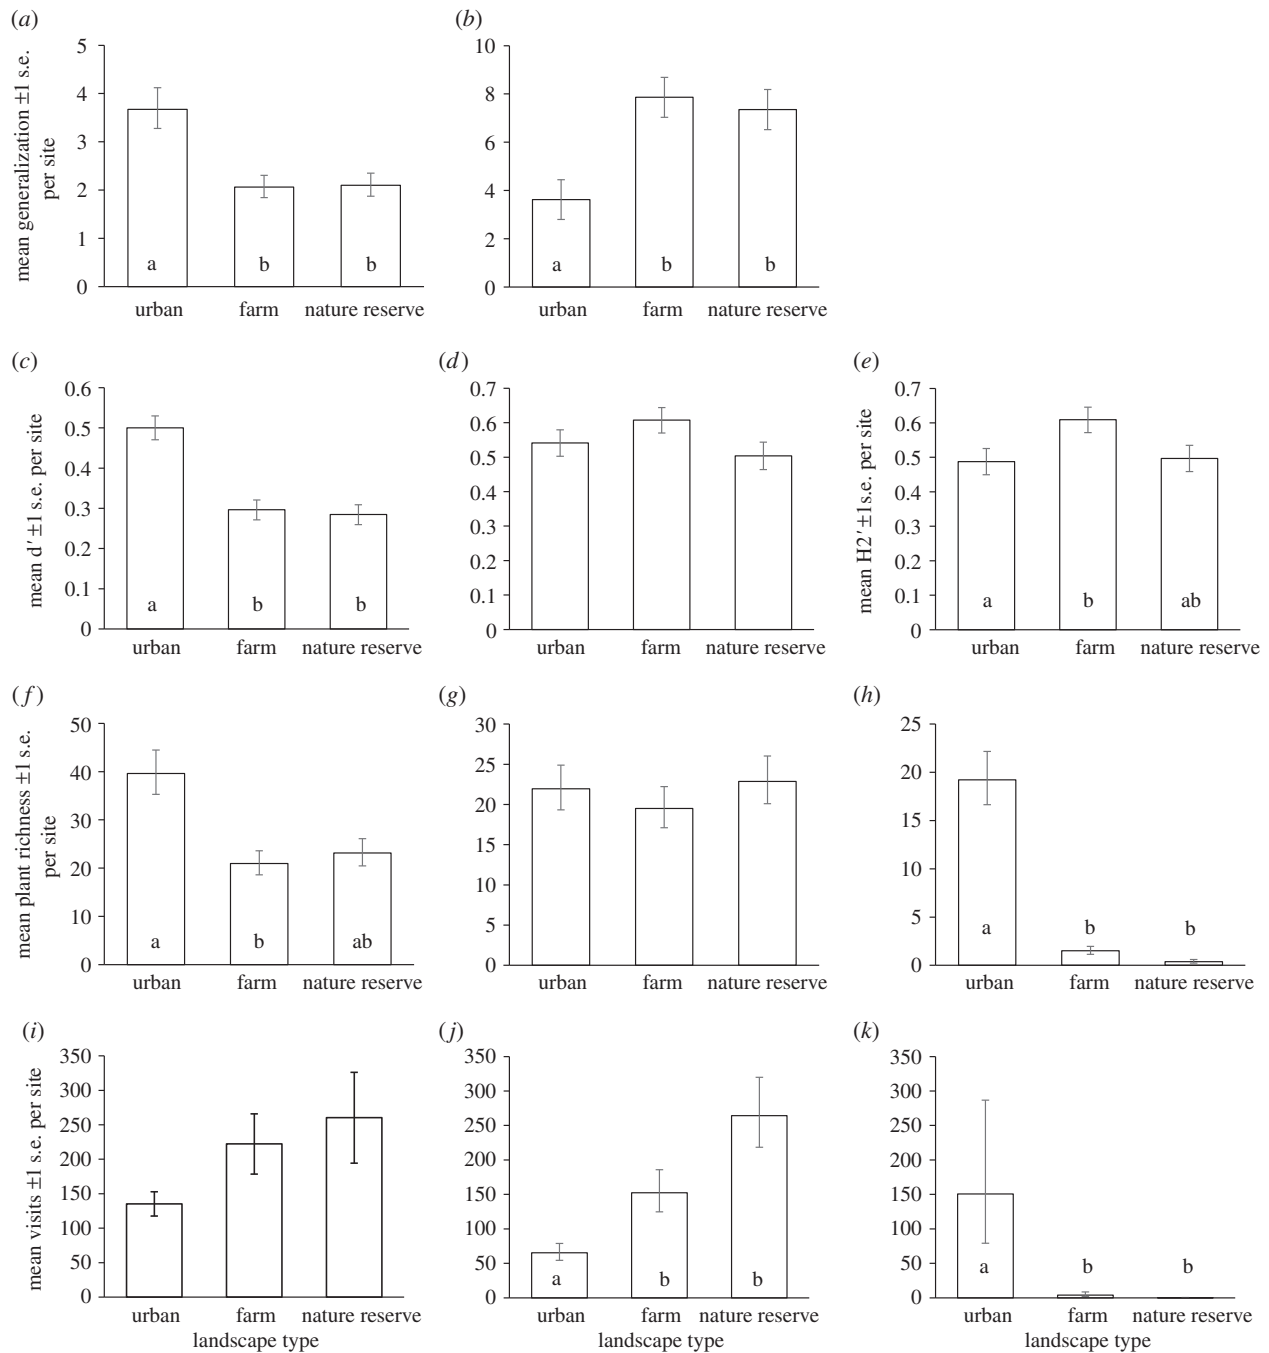 (a)
mean generalization ±1 s.e.
per site
5
4
3
2
1
0
a
b
b
urban
farm
nature reserve
(b)
10
8
6
4
2
0
a
b
b
urban
farm
nature reserve
(c)
mean d′ ±1 s.e. per site
0.6
0.5
0.4
0.3
0.2
0.1
0
a
b
b
urban
farm
nature reserve
(d)
0.7
0.6
0.5
0.4
0.3
0.2
0.1
0
urban
farm
nature reserve
(e)
mean H2′ ±1s.e. per site
0.7
0.6
0.5
0.4
0.3
0.2
0.1
0
a
b
ab
urban
farm
nature reserve
(f)
mean plant richness ±1 s.e.
per site
50
40
30
20
10
0
a
b
ab
urban
farm
nature reserve
(g)
30
25
20
15
10
5
0
urban
farm
nature reserve
(h)
25
20
15
10
5
0
a
b
b
urban
farm
nature reserve
(i)
mean visits ±1 s.e. per site
350
300
250
200
150
100
50
0
urban
farm
nature reserve
landscape type
(j)
350
300
250
200
150
100
50
0
a
b
b
urban
farm
nature reserve
landscape type
(k)
350
300
250
200
150
100
50
0
a
b
b
urban
farm
nature reserve
landscape type